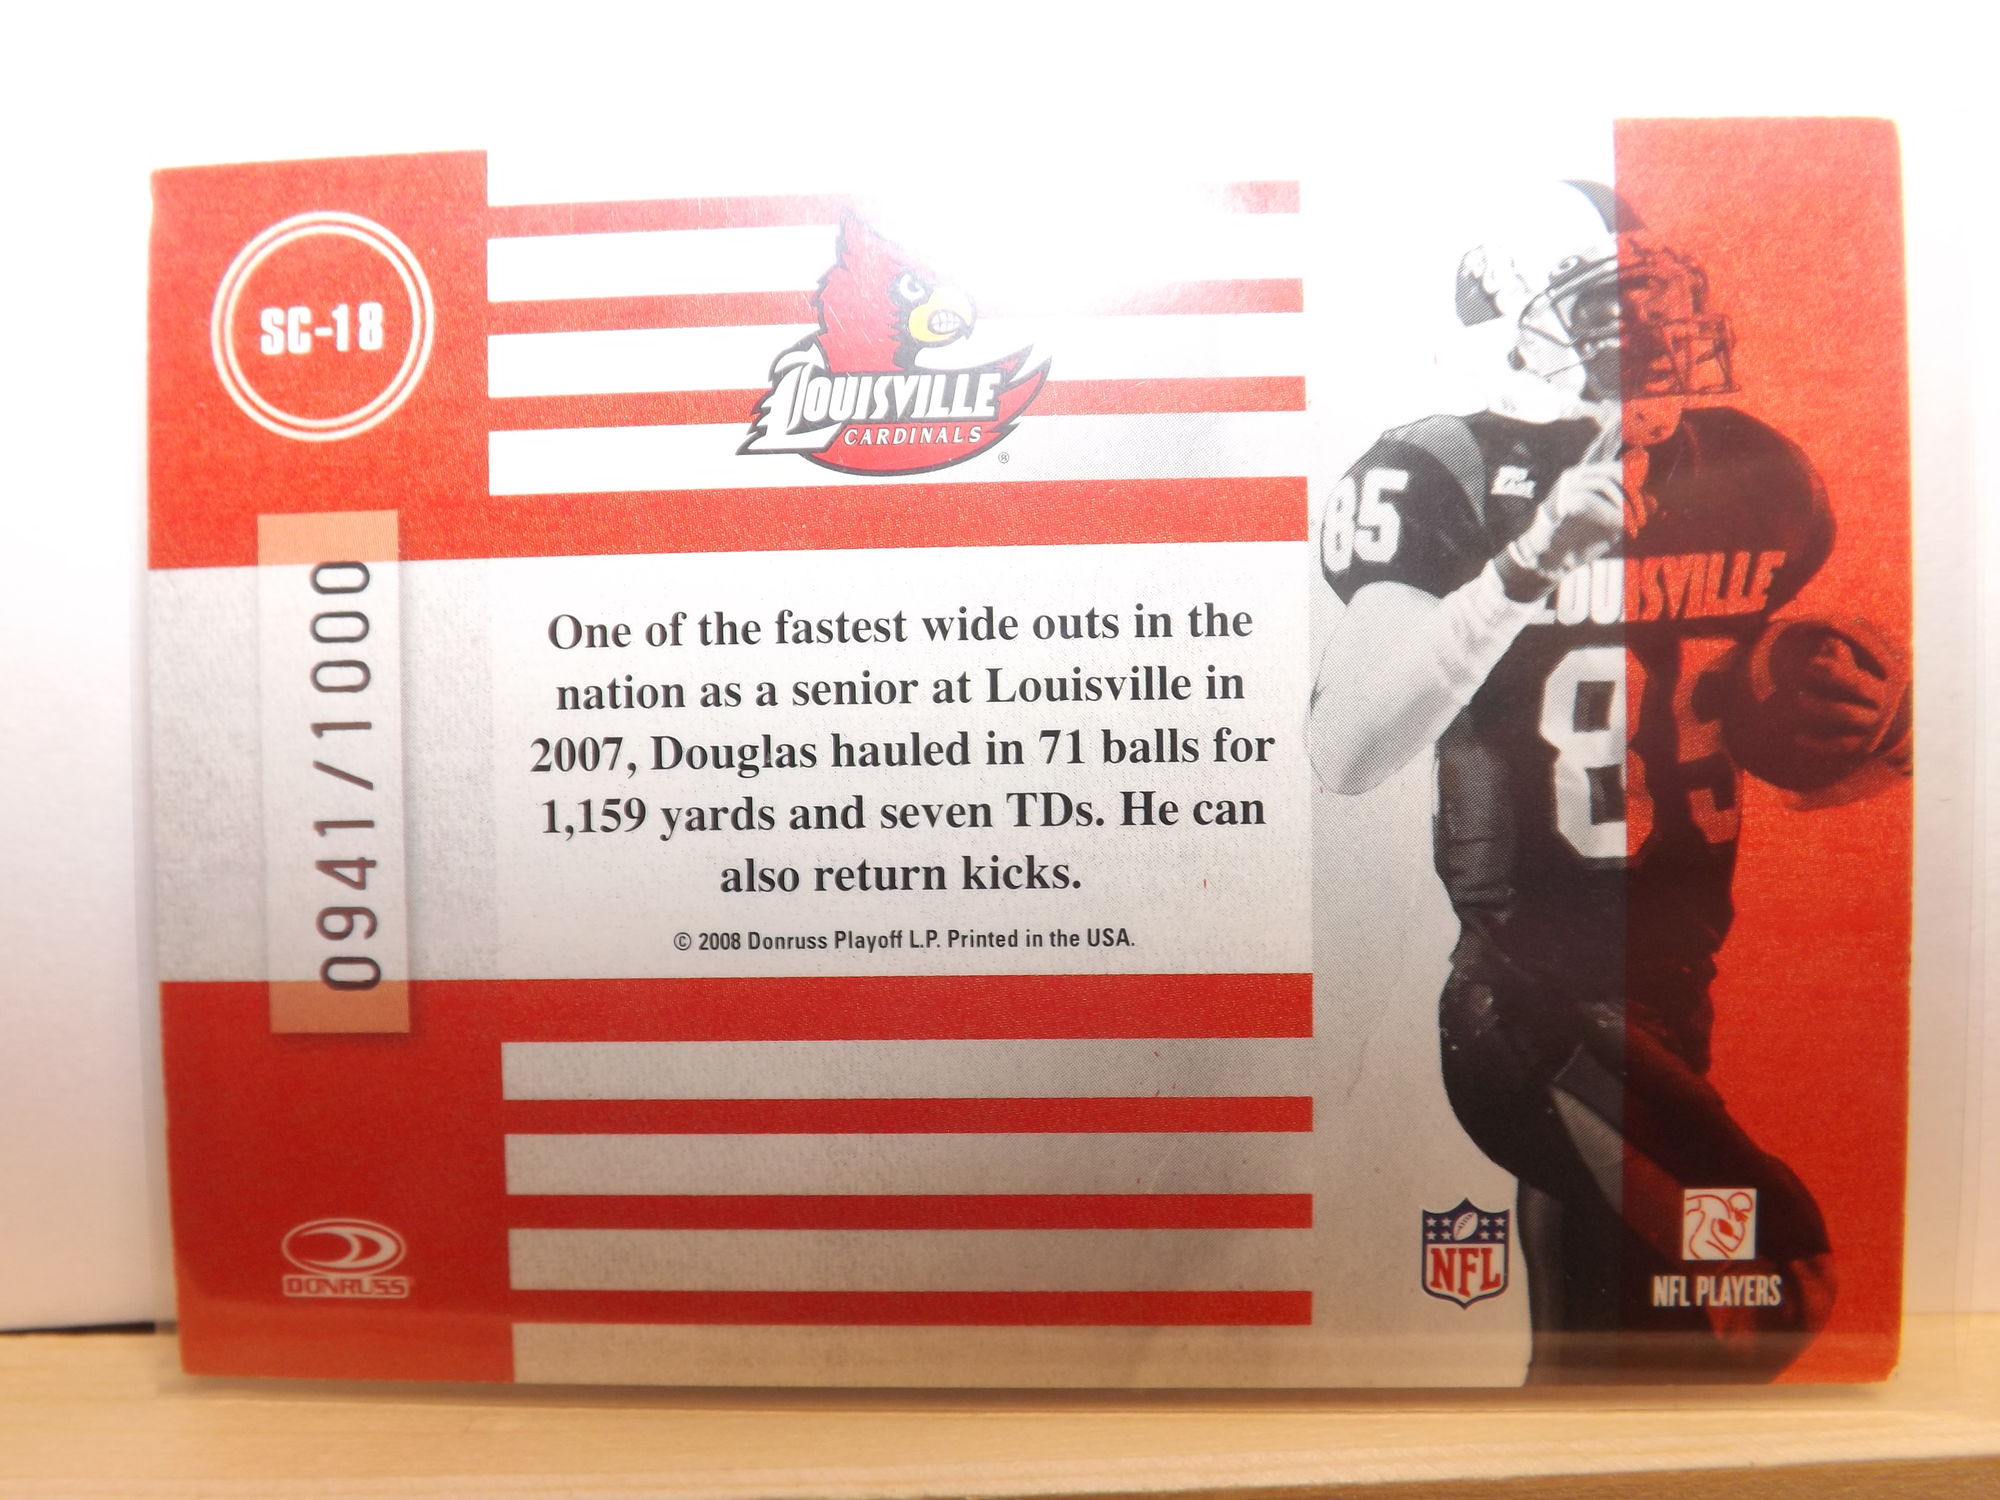 SC-18
LOUISVILLE
CARDINALS
®
0941/1000
One of the fastest wide outs in the
nation as a senior at Louisville in
2007, Douglas hauled in 71 balls for
1,159 yards and seven TDs. He can
also return kicks.
© 2008 Donruss Playoff L.P. Printed in the USA.
DONRUSS
85
LOUISVILLE
85
NFL
NFL PLAYERS